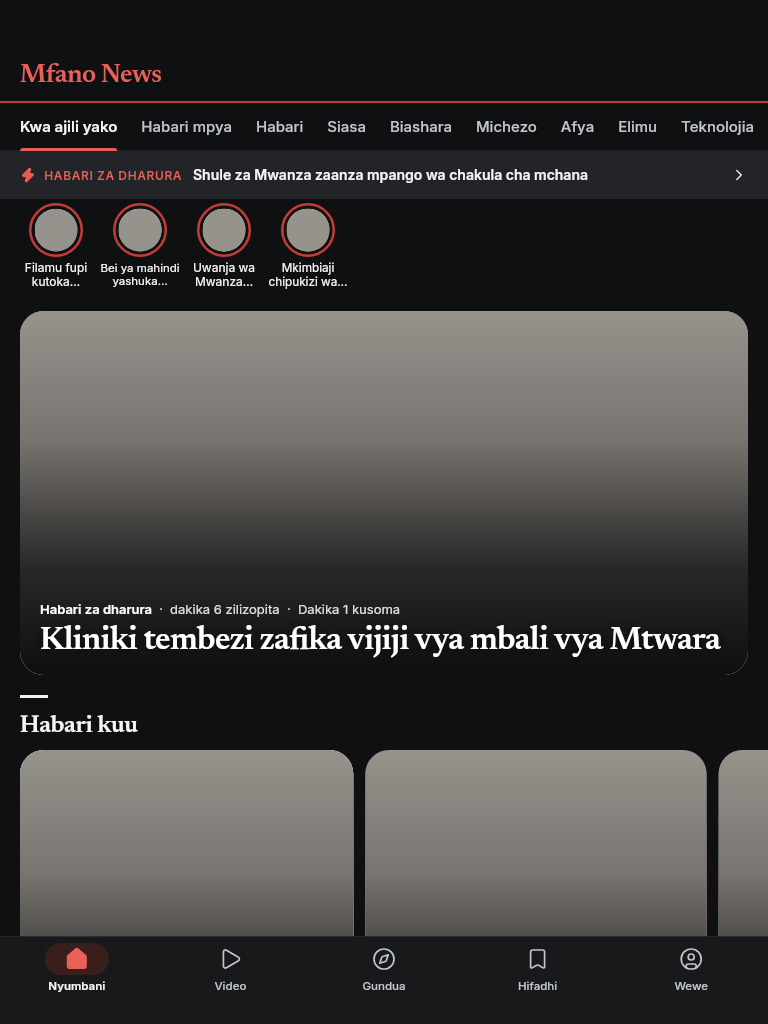 Mfano News
Kwa ajili yako Habari mpya Habari Siasa Biashara Michezo Afya Elimu Teknolojia
HABARI ZA DHARURA Shule za Mwanza zaanza mpango wa chakula cha mchana
Filamu fupi
kutoka...
Bei ya mahindi
yashuka...
Uwanja wa
Mwanza...
Mkimbiaji
chipukizi wa...
Habari za dharura · dakika 6 zilizopita · Dakika 1 kusoma
Kliniki tembezi zafika vijiji vya mbali vya Mtwara
Habari kuu
Nyumbani Video Gundua Hifadhi Wewe